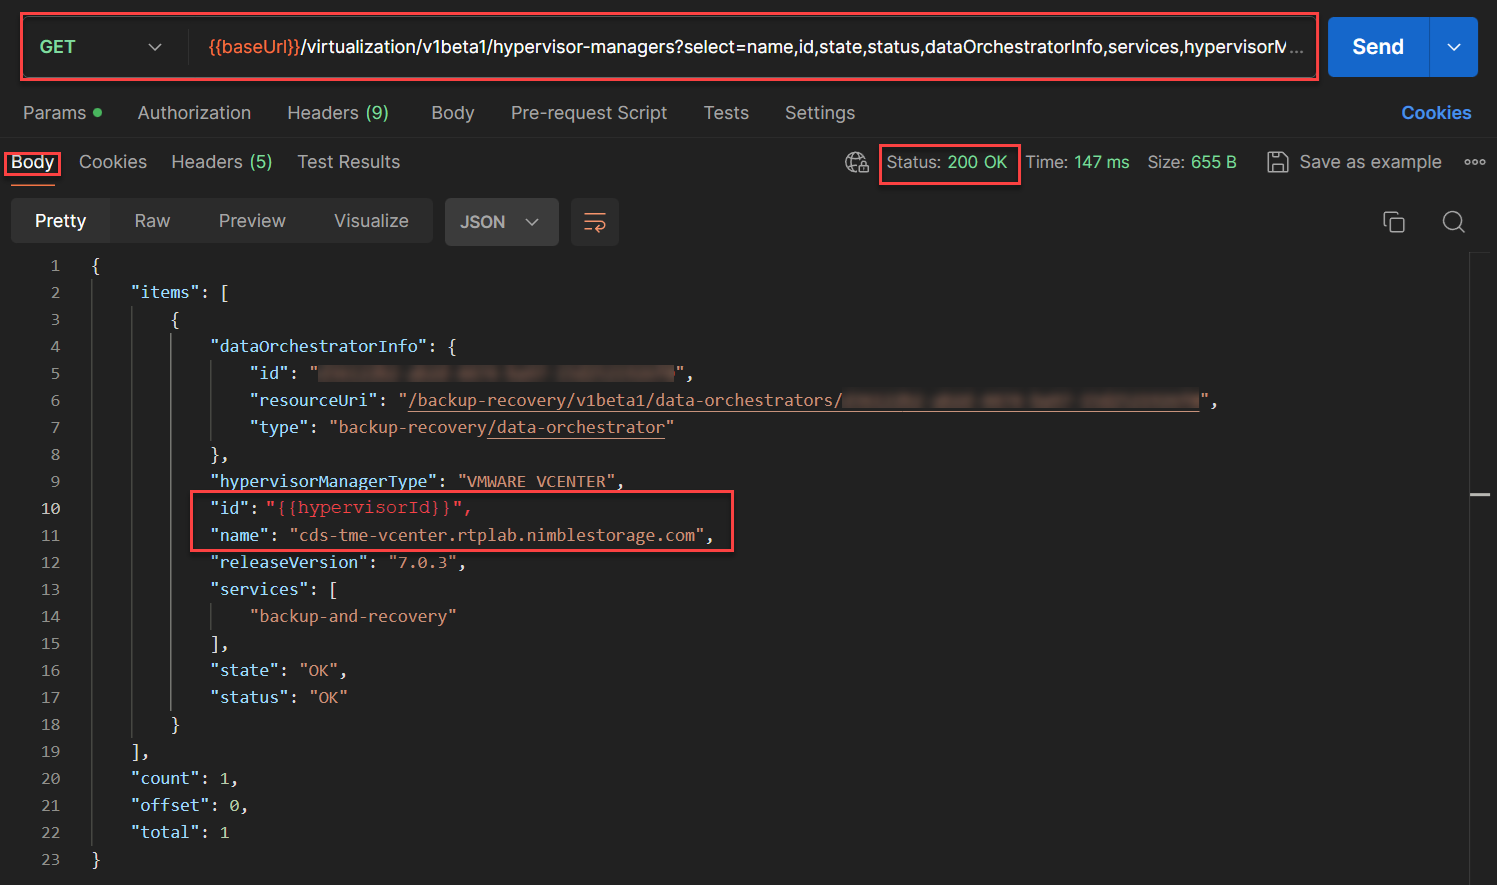 GET {{baseUrl}}/virtualization/v1beta1/hypervisor-managers?select=name,id,state,status,dataOrchestratorInfo,services,hypervisorM... Send
Params Authorization Headers (9) Body Pre-request Script Tests Settings Cookies
Body Cookies Headers (5) Test Results Status: 200 OK Time: 147 ms Size: 655 B Save as example
Pretty Raw Preview Visualize JSON
1 {
2 "items": [
3 {
4 "dataOrchestratorInfo": {
5 "id": "",
6 "resourceUri": "/backup-recovery/v1beta1/data-orchestrators/",
7 "type": "backup-recovery/data-orchestrator"
8 },
9 "hypervisorManagerType": "VMWARE_VCENTER",
10 "id": "{{hypervisorId}}",
11 "name": "cds-tme-vcenter.rtplab.nimblestorage.com",
12 "releaseVersion": "7.0.3",
13 "services": [
14 "backup-and-recovery"
15 ],
16 "state": "OK",
17 "status": "OK"
18 }
19 ],
20 "count": 1,
21 "offset": 0,
22 "total": 1
23 }